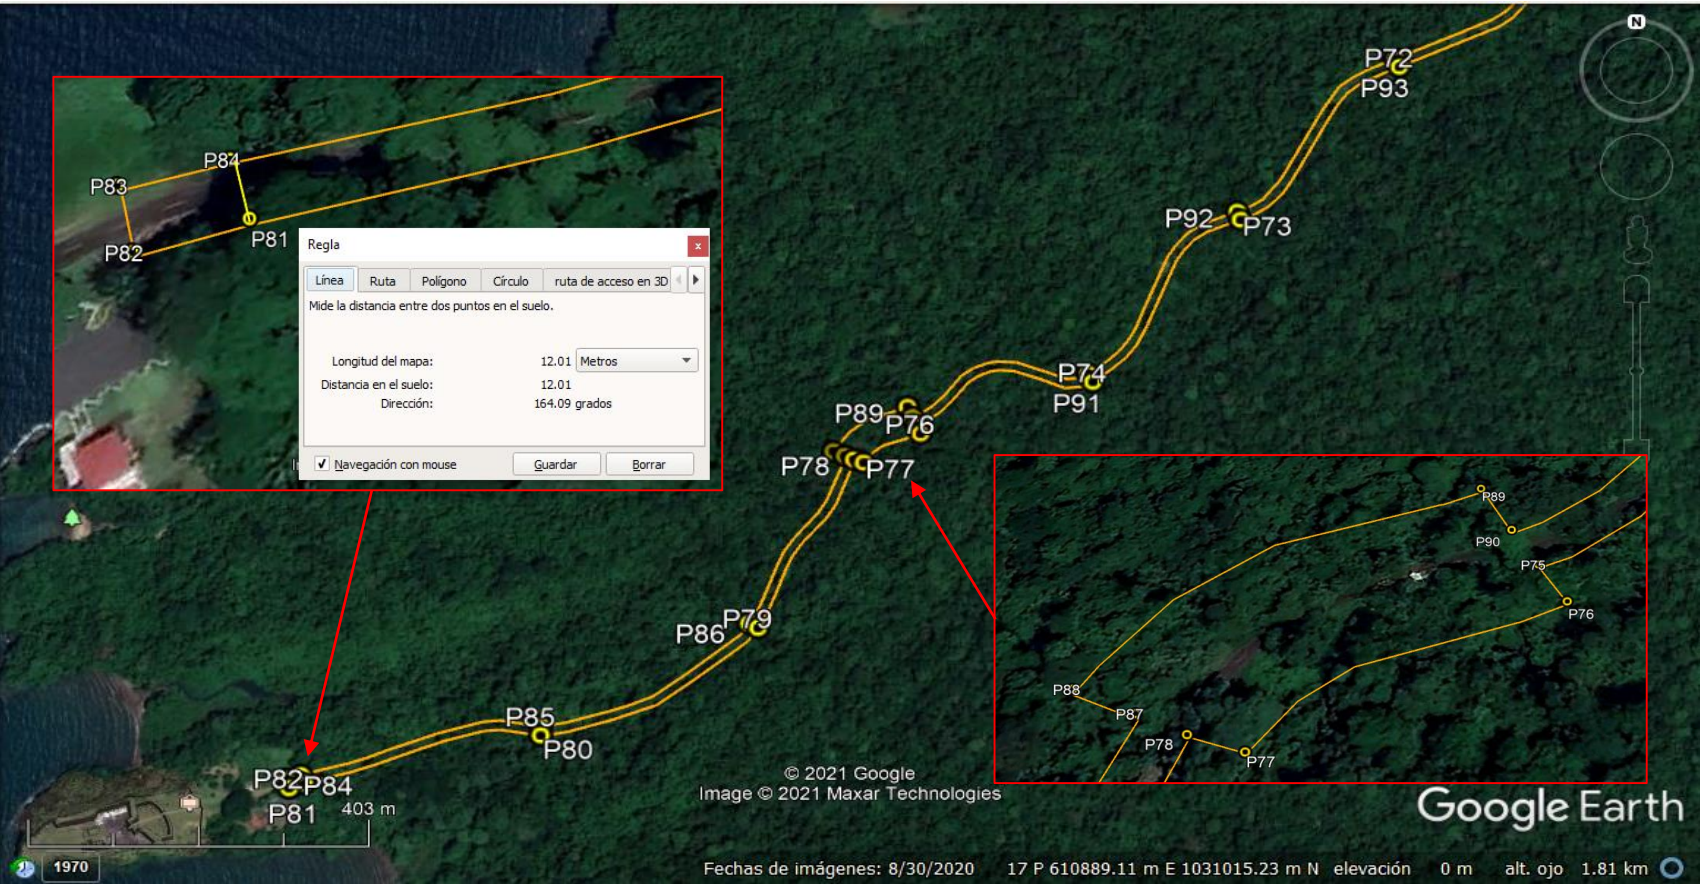 N
P72
P93
P84
P83
P81
P82
P92
P73
Regla
x
Línea Ruta Polígono Círculo ruta de acceso en 3D
Mide la distancia entre dos puntos en el suelo.
Longitud del mapa: 12.01 Metros
Distancia en el suelo: 12.01
Dirección: 164.09 grados
Navegación con mouse Guardar Borrar
P74
P91
P89
P76
P78
P77
P89
P90
P75
P76
P88
P87
P78
P77
P79
P86
P85
P80
P82
P84
P81
403 m
© 2021 Google
Image © 2021 Maxar Technologies
Google Earth
1970
Fechas de imágenes: 8/30/2020 17 P 610889.11 m E 1031015.23 m N elevación 0 m alt. ojo 1.81 km